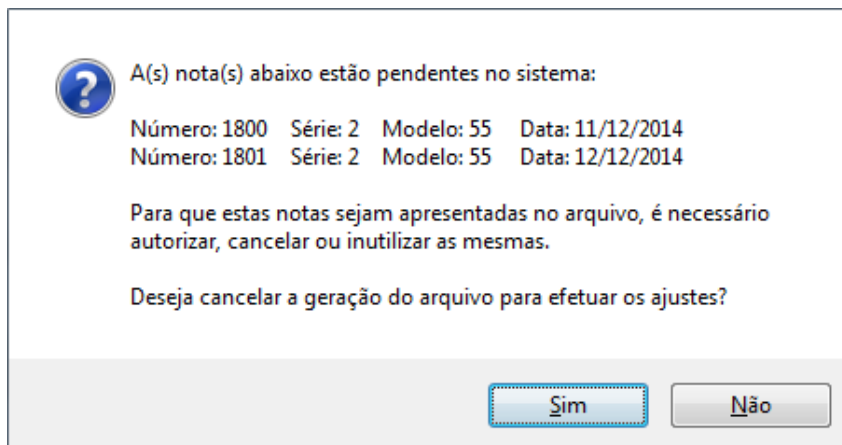 A(s) nota(s) abaixo estão pendentes no sistema:
Número: 1800 Série: 2 Modelo: 55 Data: 11/12/2014
Número: 1801 Série: 2 Modelo: 55 Data: 12/12/2014
Para que estas notas sejam apresentadas no arquivo, é necessário
autorizar, cancelar ou inutilizar as mesmas.
Deseja cancelar a geração do arquivo para efetuar os ajustes?
Sim Não